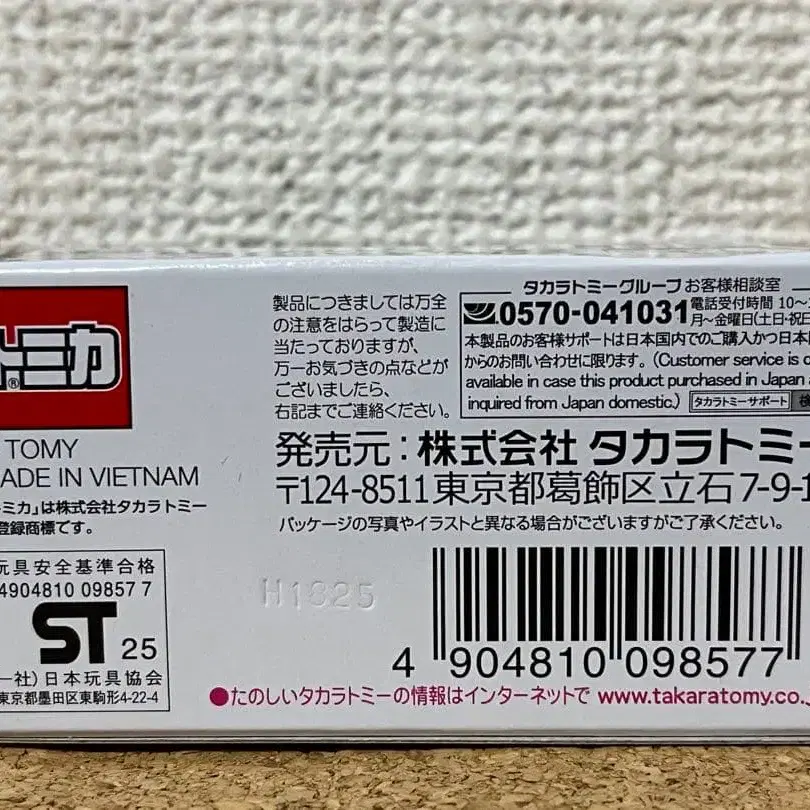 トミカ
®
TOMY
ADE IN VIETNAM
ミカ」は株式会社タカラトミー
登録商標です。
玩具安全基準合格
4904810 09857 7
ST 25
一社)日本玩具協会
東京都墨田区東駒形4-22-4
製品につきましては万全
の注意をはらって製造に
当たっておりますが、
万一お気づきの点などが
ございましたら、
右記までご連絡ください。
タカラトミーグループお客様相談室
0570-041031 電話受付時間 10〜
月〜金曜日(土日・祝日
本製品のお客様サポートは日本国内でのご購入かつ日本
からのお問い合わせに限ります。(Customer service is
available in case this product purchased in Japan
inquired from Japan domestic.) タカラトミーサポート 検
発売元:株式会社 タカラトミー
〒124-8511東京都葛飾区立石7-9-1
パッケージの写真やイラストと異なる場合がございますがご了承ください。
H1825
4 904810 098577
●たのしいタカラトミーの情報はインターネットで www.takaratomy.co.j